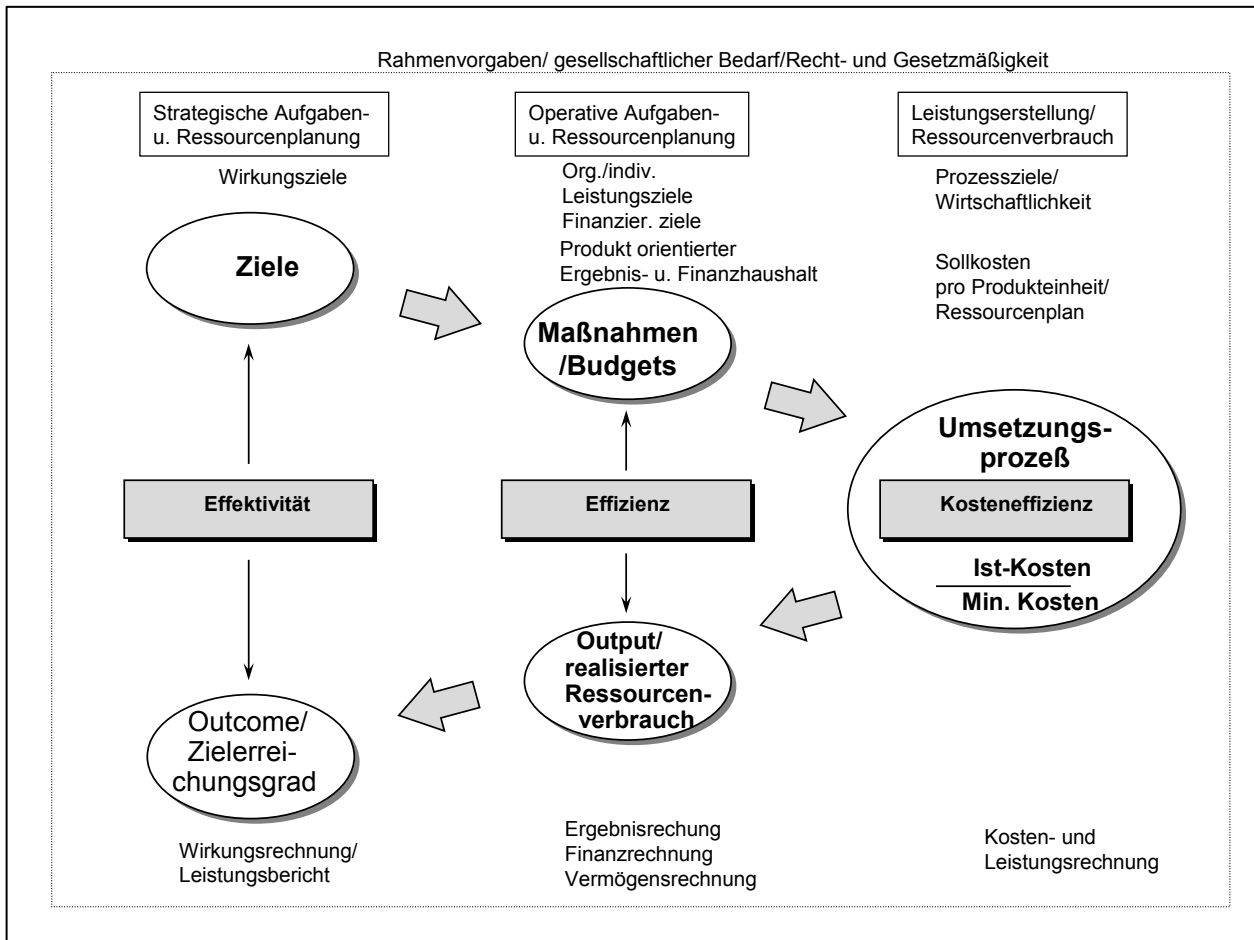 Rahmenvorgaben/ gesellschaftlicher Bedarf/Recht- und Gesetzmäßigkeit
Strategische Aufgaben-
u. Ressourcenplanung
Wirkungsziele
Ziele
Effektivität
Outcome/
Zielerrei-
chungsgrad
Wirkungsrechnung/
Leistungsbericht
Operative Aufgaben-
u. Ressourcenplanung
Org./indiv.
Leistungsziele
Finanzier. ziele
Produkt orientierter
Ergebnis- u. Finanzhaushalt
Maßnahmen
/Budgets
Effizienz
Output/
realisierter
Ressourcen-
verbrauch
Ergebnisrechung
Finanzrechnung
Vermögensrechnung
Leistungserstellung/
Ressourcenverbrauch
Prozessziele/
Wirtschaftlichkeit
Sollkosten
pro Produkteinheit/
Ressourcenplan
Umsetzungs-
prozeß
Kosteneffizienz
Ist-Kosten
Min. Kosten
Kosten- und
Leistungsrechnung